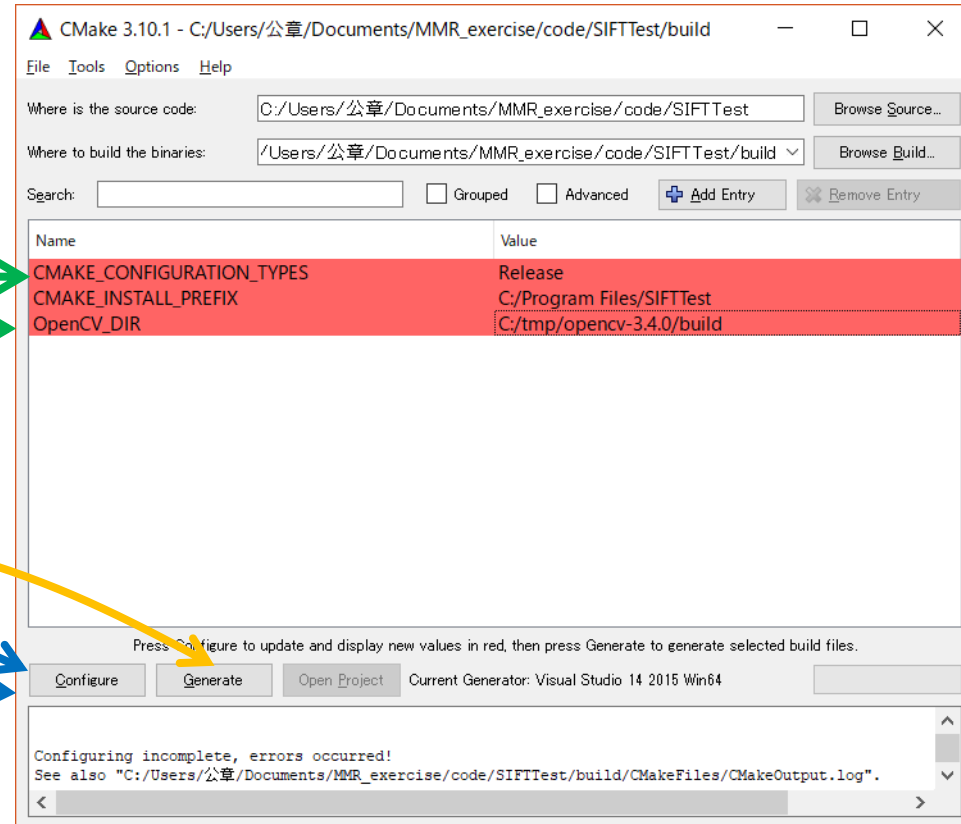 CMake 3.10.1 - C:/Users/公章/Documents/MMR_exercise/code/SIFTTest/build
File Tools Options Help
Where is the source code: C:/Users/公章/Documents/MMR_exercise/code/SIFTTest Browse Source...
Where to build the binaries: /Users/公章/Documents/MMR_exercise/code/SIFTTest/build Browse Build...
Search: Grouped Advanced Add Entry Remove Entry
Name Value
CMAKE_CONFIGURATION_TYPES Release
CMAKE_INSTALL_PREFIX C:/Program Files/SIFTTest
OpenCV_DIR C:/tmp/opencv-3.4.0/build
Press Configure to update and display new values in red, then press Generate to generate selected build files.
Configure Generate Open Project Current Generator: Visual Studio 14 2015 Win64
Configuring incomplete, errors occurred!
See also "C:/Users/公章/Documents/MMR_exercise/code/SIFTTest/build/CMakeFiles/CMakeOutput.log".